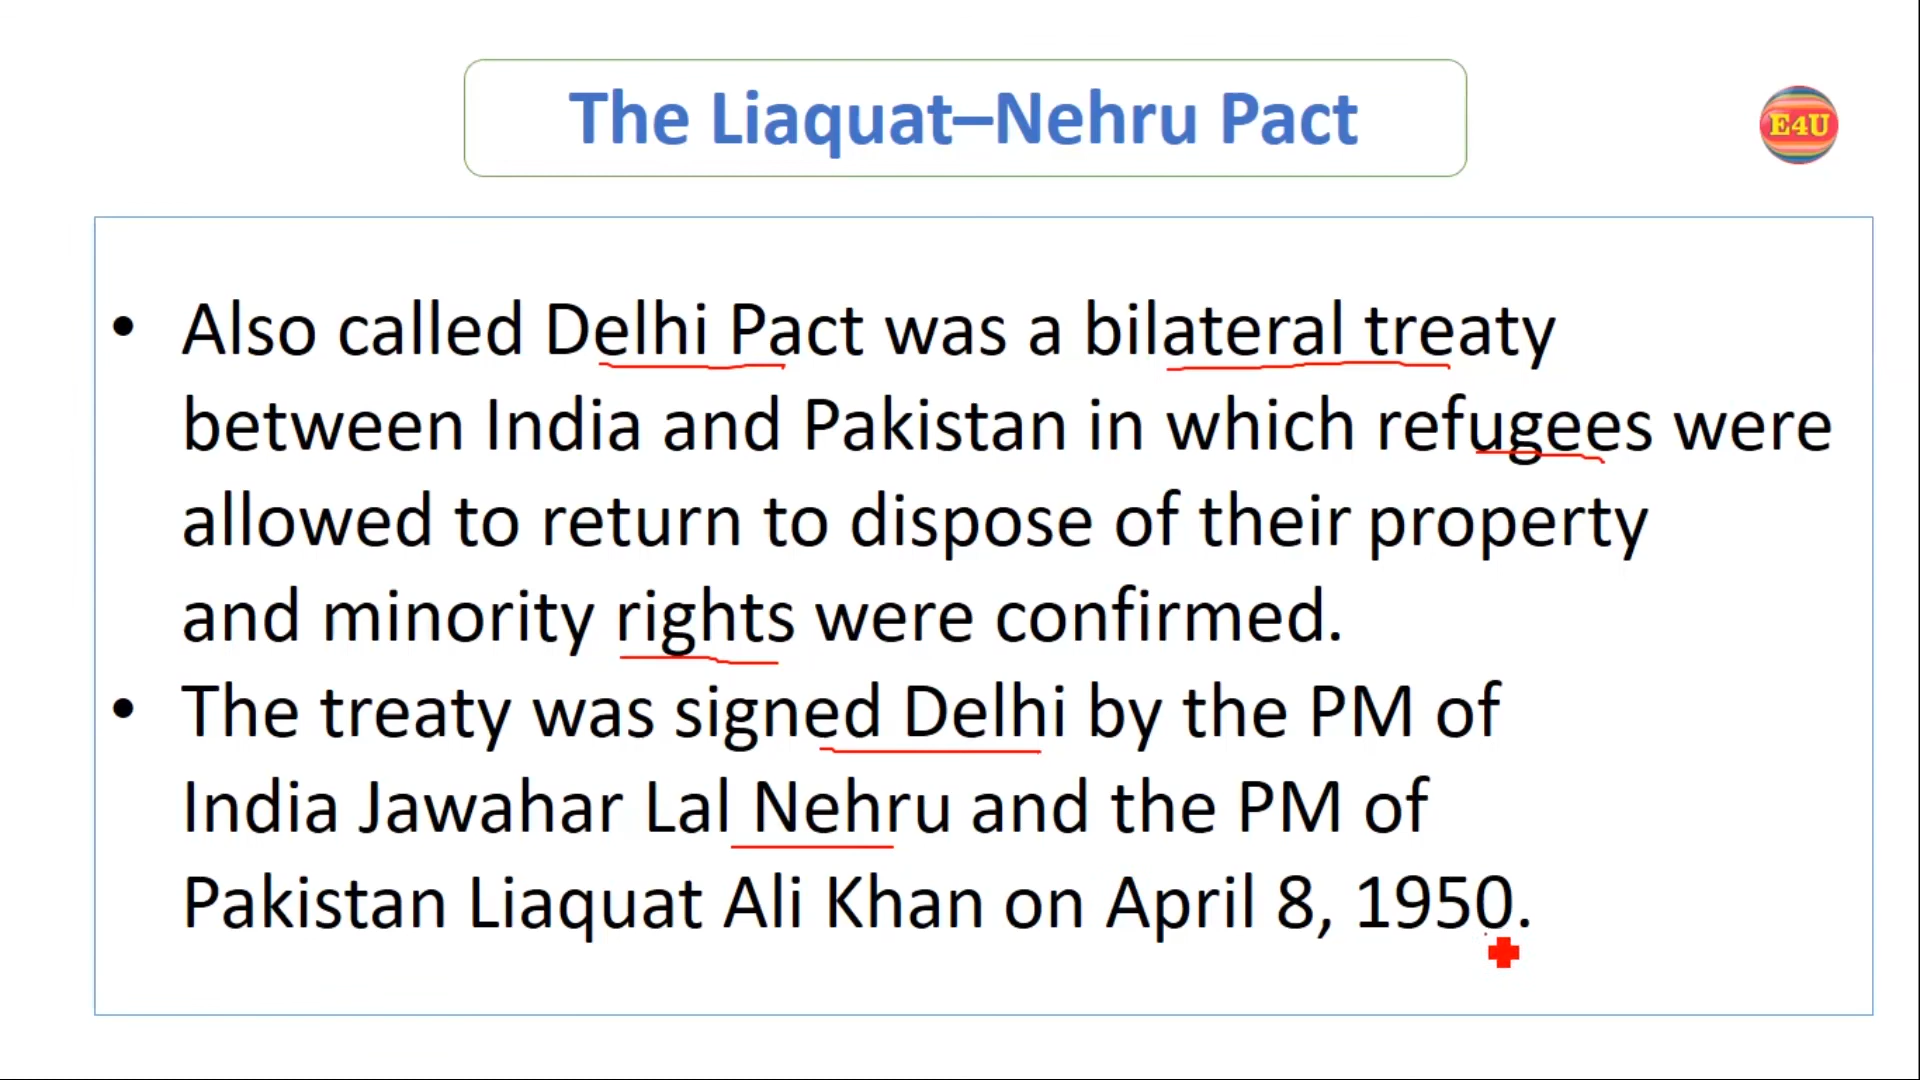 The Liaquat–Nehru Pact
E4U
• Also called Delhi Pact was a bilateral treaty
between India and Pakistan in which refugees were
allowed to return to dispose of their property
and minority rights were confirmed.
• The treaty was signed Delhi by the PM of
India Jawahar Lal Nehru and the PM of
Pakistan Liaquat Ali Khan on April 8, 1950.